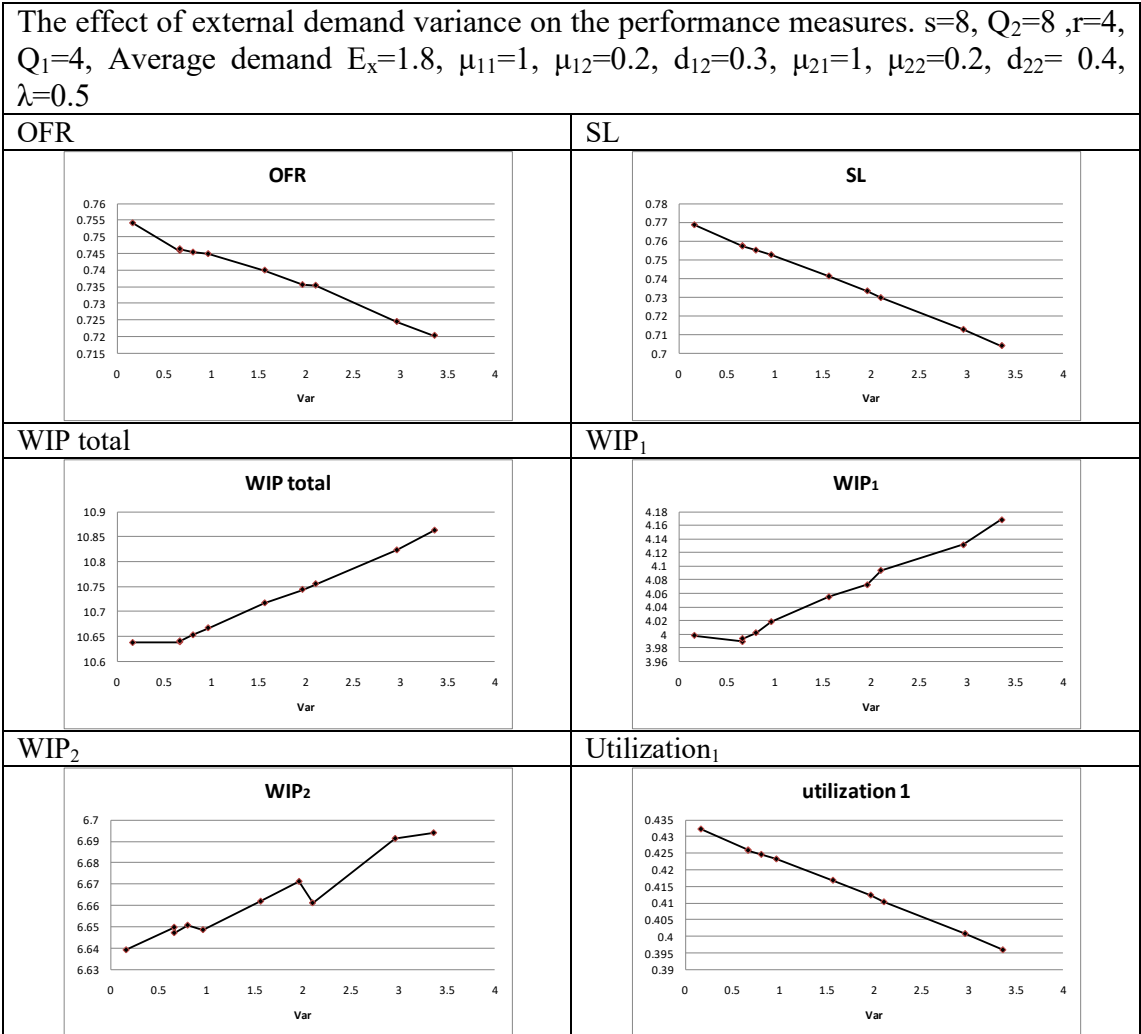 The effect of external demand variance on the performance measures. s=8, Q₂=8 ,r=4,
Q₁=4, Average demand Eₓ=1.8, μ₁₁=1, μ₁₂=0.2, d₁₂=0.3, μ₂₁=1, μ₂₂=0.2, d₂₂= 0.4,
λ=0.5
OFR
SL
OFR
0.76
0.755
0.75
0.745
0.74
0.735
0.73
0.725
0.72
0.715
0 0.5 1 1.5 2 2.5 3 3.5 4
Var
SL
0.78
0.77
0.76
0.75
0.74
0.73
0.72
0.71
0.7
0 0.5 1 1.5 2 2.5 3 3.5 4
Var
WIP total
WIP₁
WIP total
10.9
10.85
10.8
10.75
10.7
10.65
10.6
0 0.5 1 1.5 2 2.5 3 3.5 4
Var
WIP₁
4.18
4.16
4.14
4.12
4.1
4.08
4.06
4.04
4.02
4
3.98
3.96
0 0.5 1 1.5 2 2.5 3 3.5 4
Var
WIP₂
Utilization₁
WIP₂
6.7
6.69
6.68
6.67
6.66
6.65
6.64
6.63
0 0.5 1 1.5 2 2.5 3 3.5 4
Var
utilization 1
0.435
0.43
0.425
0.42
0.415
0.41
0.405
0.4
0.395
0.39
0 0.5 1 1.5 2 2.5 3 3.5 4
Var